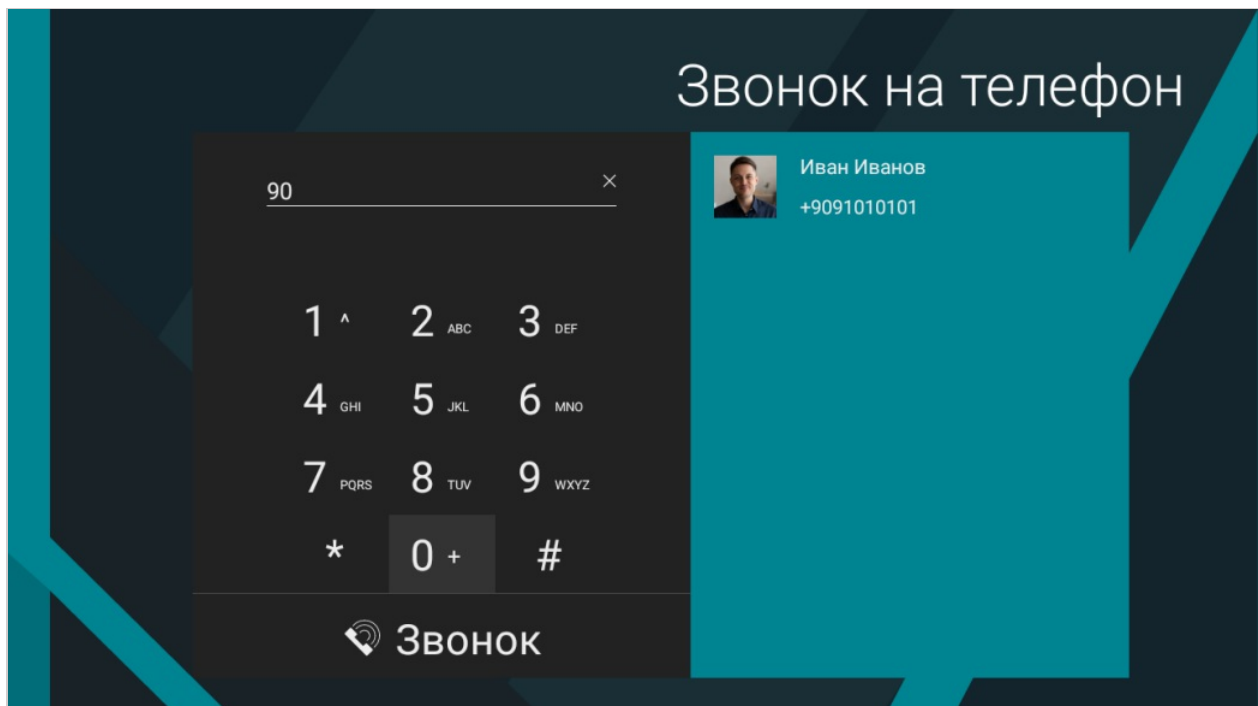 Звонок на телефон
90
Иван Иванов
+9091010101
1 ^ 2 ABC 3 DEF
4 GHI 5 JKL 6 MNO
7 PQRS 8 TUV 9 WXYZ
* 0 + #
Звонок